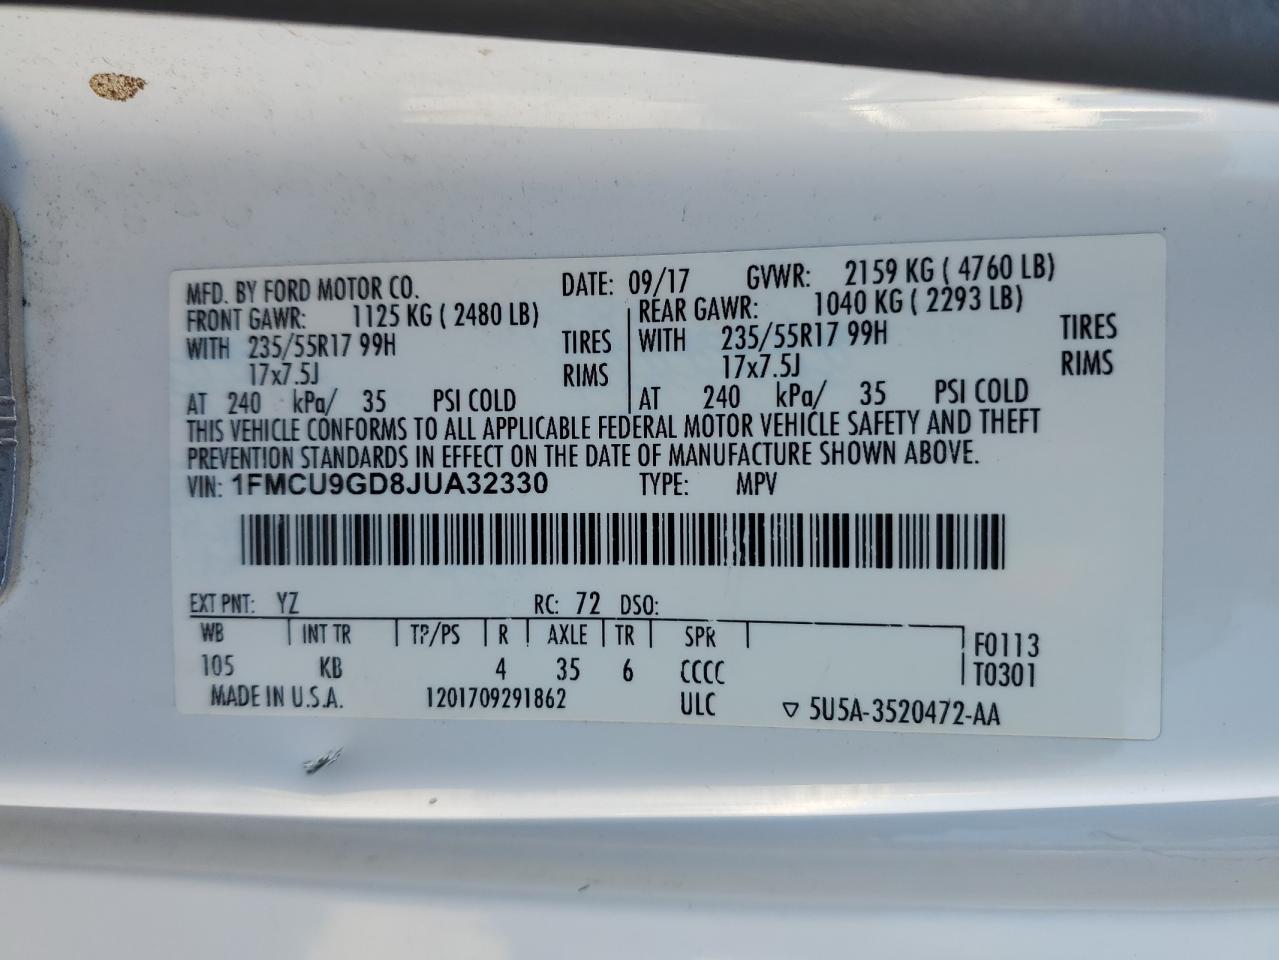 MFD. BY FORD MOTOR CO. DATE: 09/17 GVWR: 2159 KG ( 4760 LB)
FRONT GAWR: 1125 KG ( 2480 LB) REAR GAWR: 1040 KG ( 2293 LB)
WITH 235/55R17 99H TIRES WITH 235/55R17 99H TIRES
17x7.5J RIMS 17x7.5J RIMS
AT 240 kPa/ 35 PSI COLD AT 240 kPa/ 35 PSI COLD
THIS VEHICLE CONFORMS TO ALL APPLICABLE FEDERAL MOTOR VEHICLE SAFETY AND THEFT
PREVENTION STANDARDS IN EFFECT ON THE DATE OF MANUFACTURE SHOWN ABOVE.
VIN: 1FMCU9GD8JUA32330 TYPE: MPV
EXT PNT: YZ RC: 72 DSO:
WB INT TR TP/PS R AXLE TR SPR F0113
105 KB 4 35 6 CCCC T0301
MADE IN U.S.A. 1201709291862 ULC ▽ 5U5A-3520472-AA